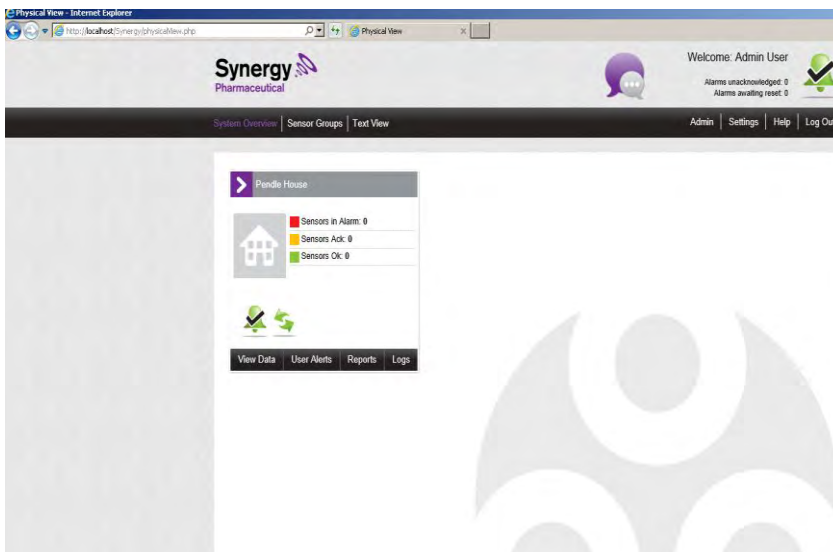 Physical View - Internet Explorer
http://localhost/Synergy/physicalView.php
Physical View
Synergy
Pharmaceutical
Welcome: Admin User
Alarms unacknowledged: 0
Alarms awaiting reset: 0
System Overview | Sensor Groups | Text View
Admin | Settings | Help | Log Ou
Pendle House
Sensors in Alarm: 0
Sensors Ack: 0
Sensors Ok: 0
View Data | User Alerts | Reports | Logs